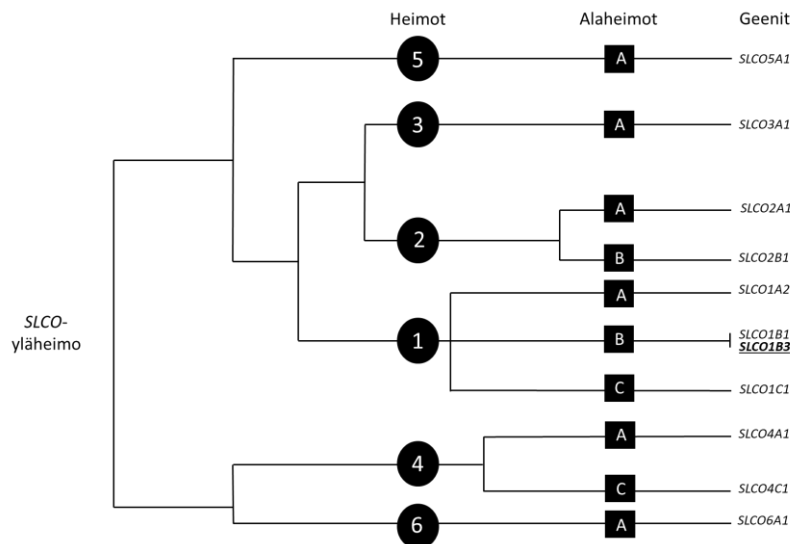 Heimot Alaheimot Geenit
5 A SLCO5A1
3 A SLCO3A1
A SLCO2A1
2
B SLCO2B1
A SLCO1A2
SLCO-
yläheimo
1 B SLCO1B1
SLCO1B3
C SLCO1C1
A SLCO4A1
4
C SLCO4C1
6 A SLCO6A1